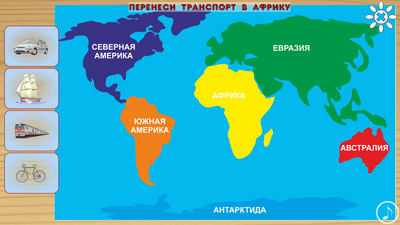 ПЕРЕНЕСИ ТРАНСПОРТ В АФРИКУ
СЕВЕРНАЯ
АМЕРИКА
ЕВРАЗИЯ
АФРИКА
ЮЖНАЯ
АМЕРИКА
АВСТРАЛИЯ
АНТАРКТИДА